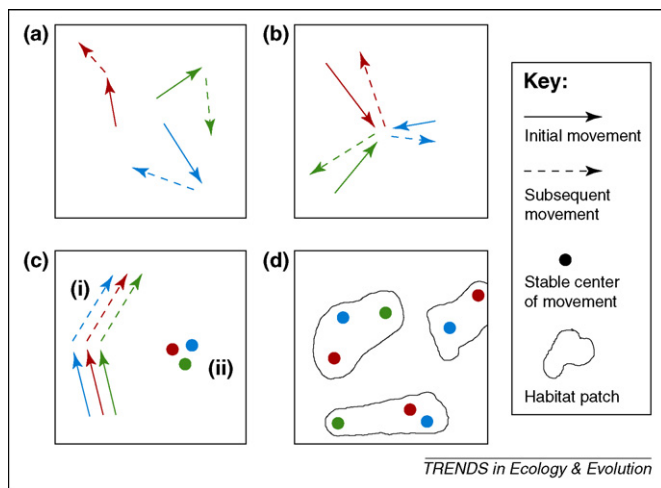 (a)
(b)
Key:
Initial movement
Subsequent
movement
(c)
(i)
(ii)
(d)
Stable center
of movement
Habitat patch
TRENDS in Ecology & Evolution